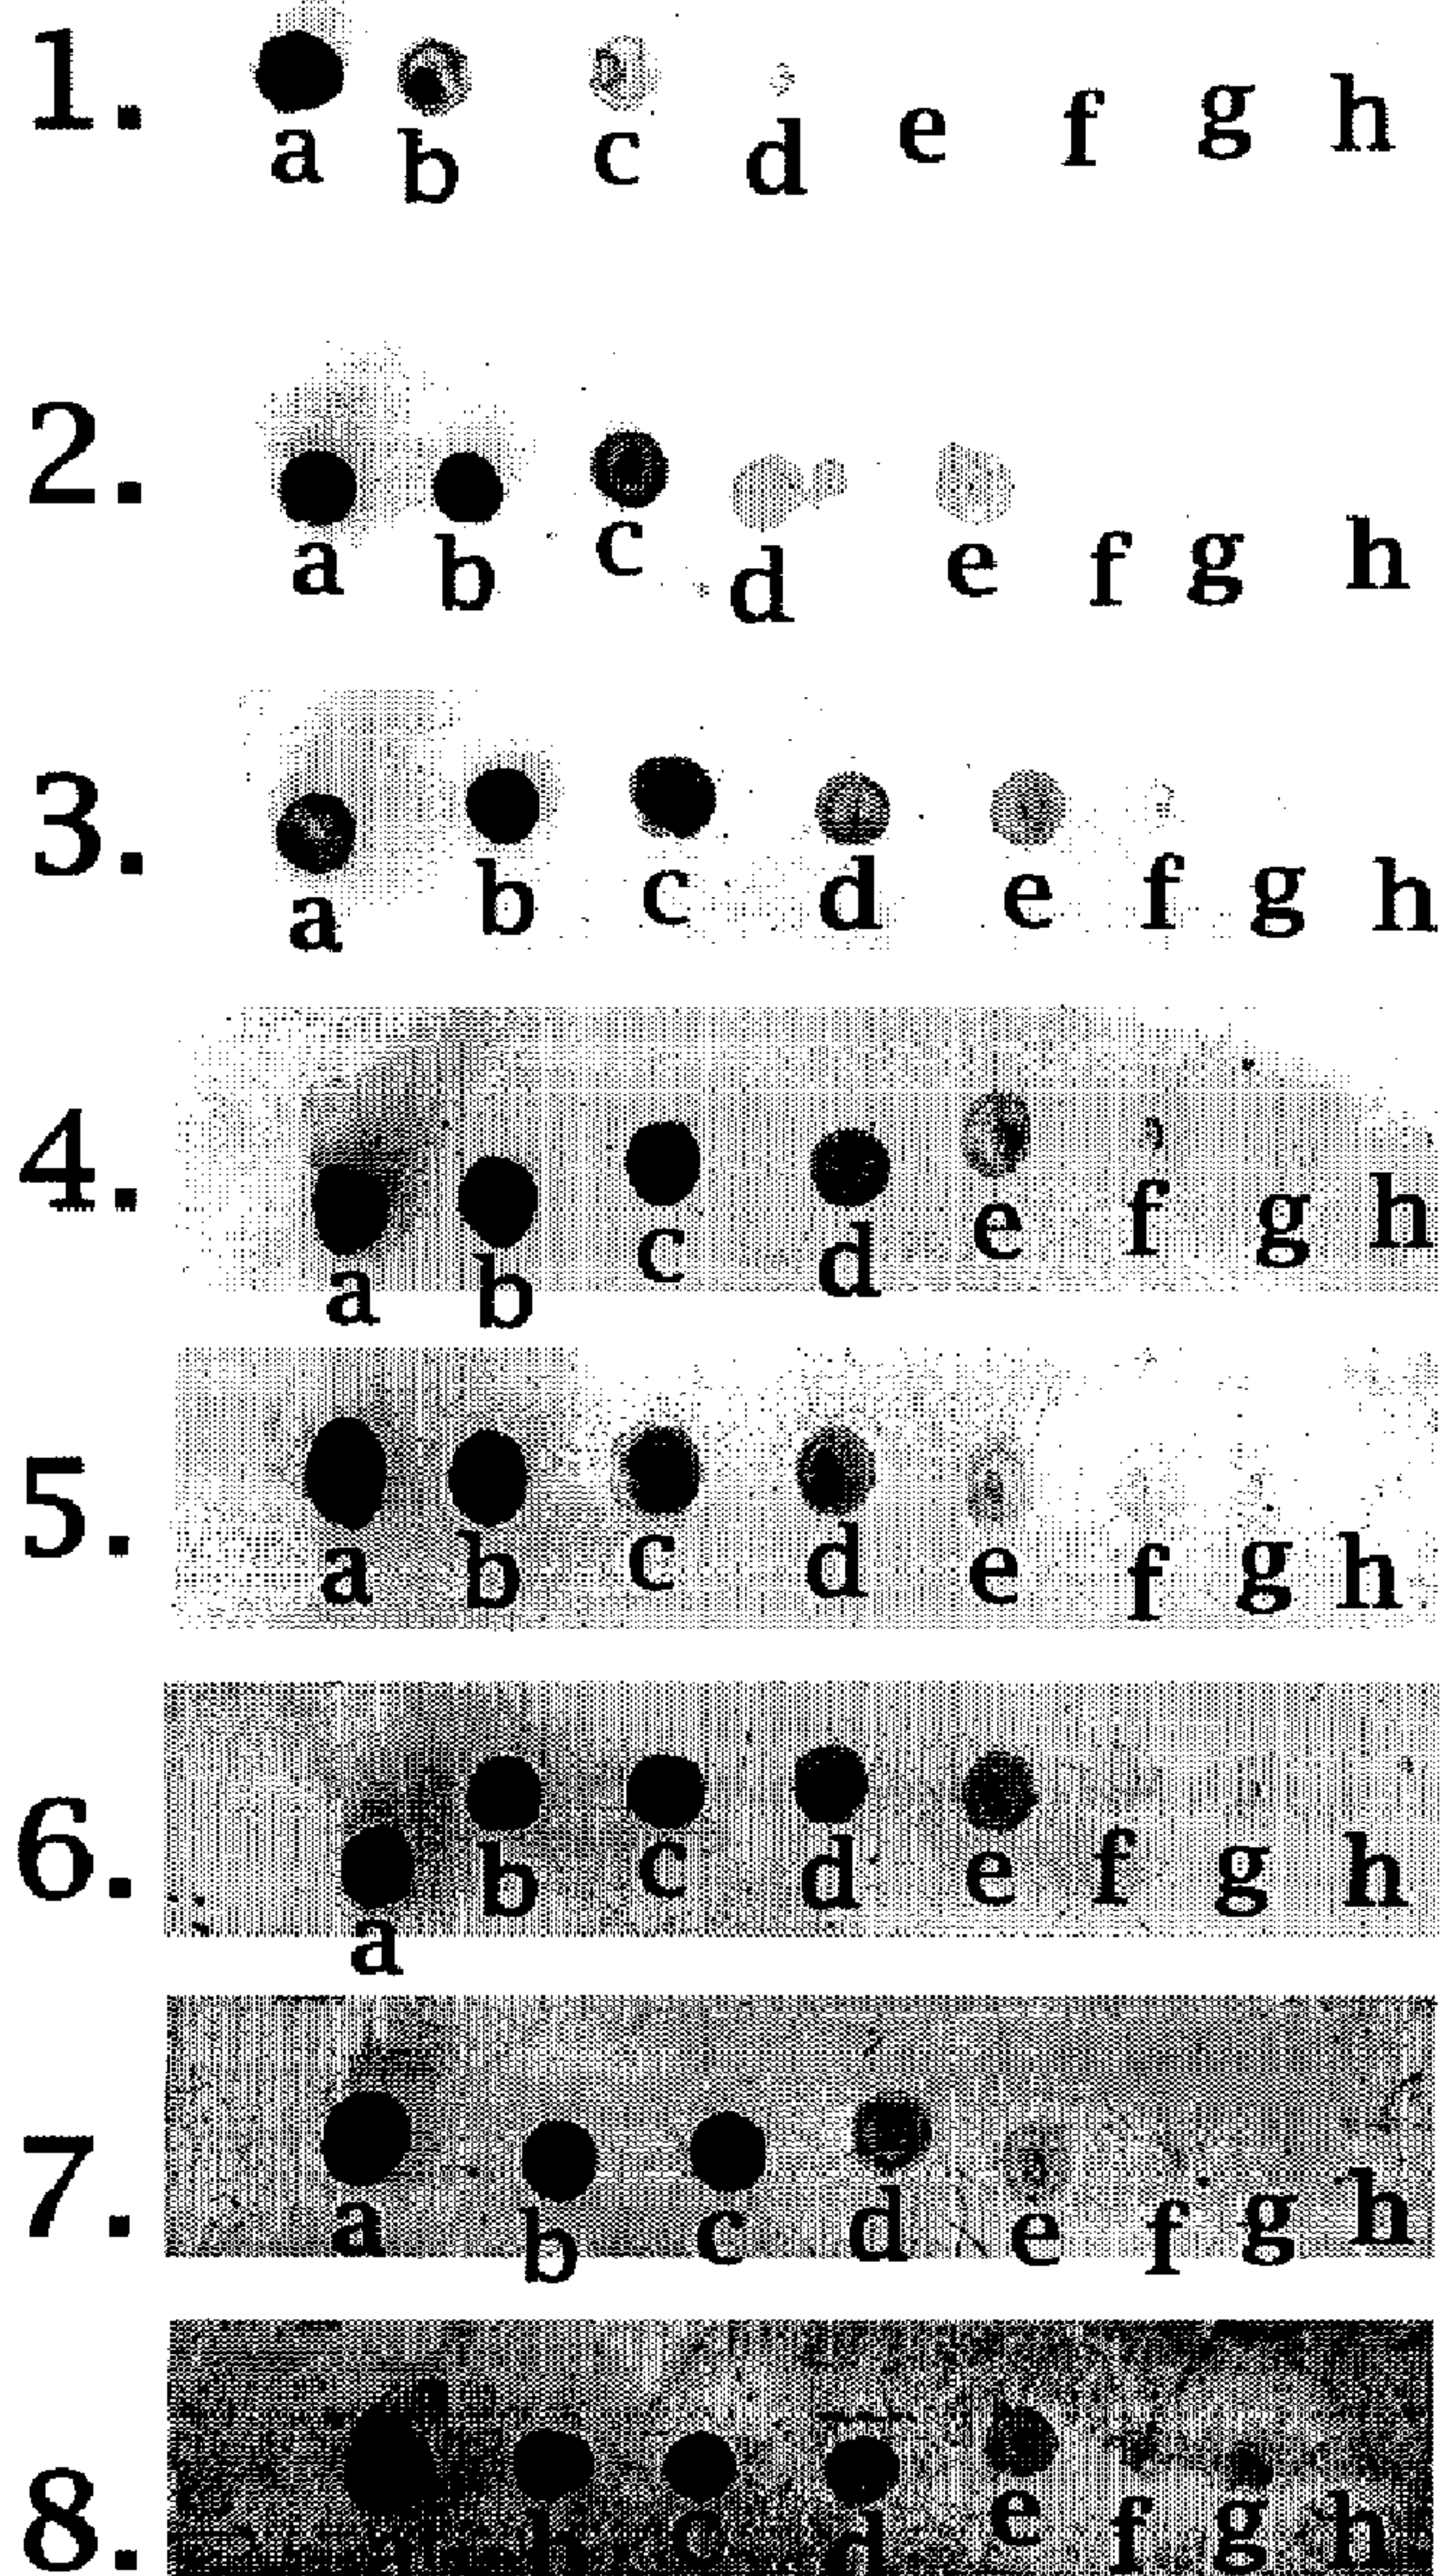 1. a b c d e f g h
2. a b c d e f g h
3. a b c d e f g h
4. a b c d e f g h
5. a b c d e f g h
6. a b c d e f g h
7. a b c d e f g h
8. b c d e f g h